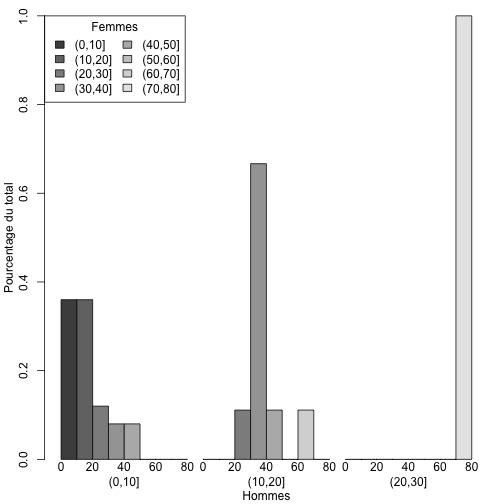 Femmes
(0,10] (40,50]
(10,20] (50,60]
(20,30] (60,70]
(30,40] (70,80]
Pourcentage du total
1.0
0.8
0.6
0.4
0.2
0.0
0 20 40 60 80 0 20 40 60 80 0 20 40 60 80
(0,10] (10,20] (20,30]
Hommes